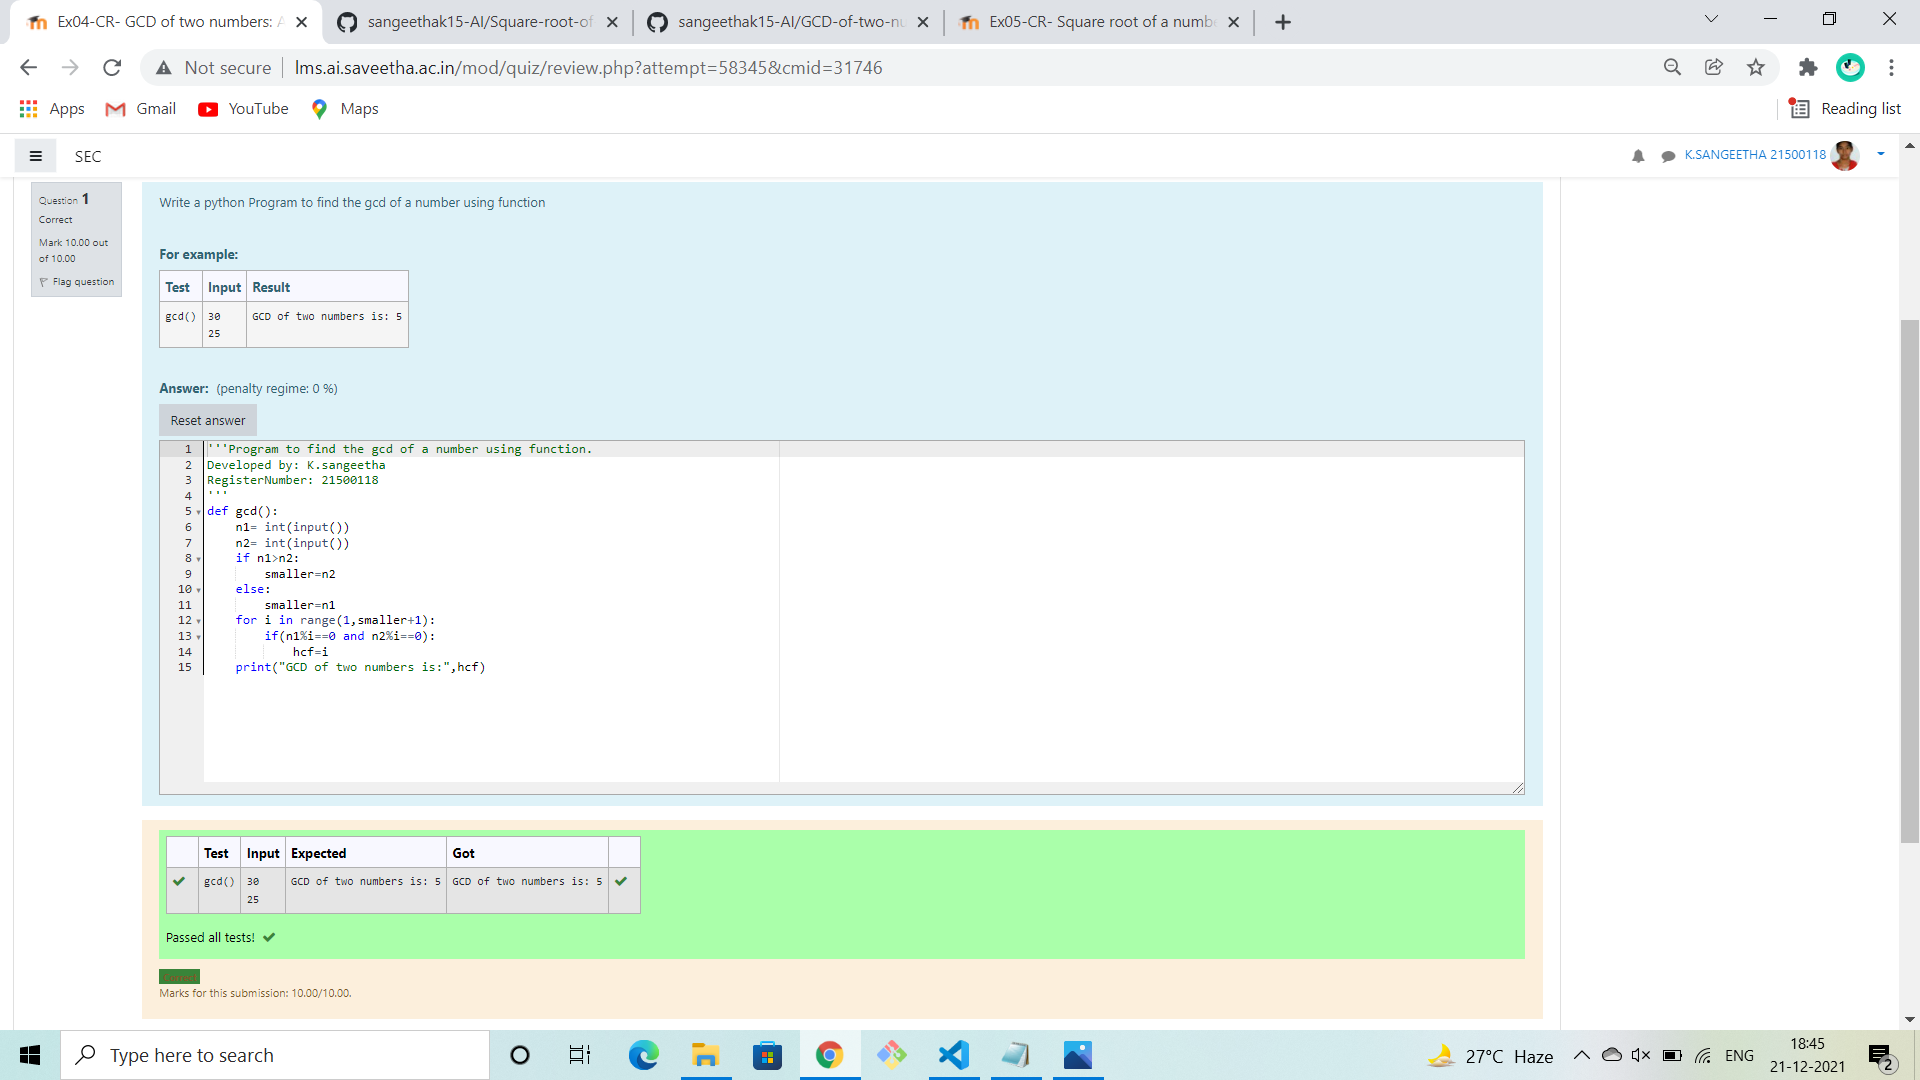 Ex04-CR- GCD of two numbers: A
sangeethak15-AI/Square-root-of
sangeethak15-AI/GCD-of-two-nu
Ex05-CR- Square root of a numb
Not secure
lms.ai.saveetha.ac.in/mod/quiz/review.php?attempt=58345&cmid=31746
Apps
Gmail
YouTube
Maps
Reading list
SEC
K.SANGEETHA 21500118
Question 1
Correct
Mark 10.00 out
of 10.00
Flag question
Write a python Program to find the gcd of a number using function
For example:
Test Input Result
gcd() 30 GCD of two numbers is: 5
25
Answer: (penalty regime: 0 %)
Reset answer
1 '''Program to find the gcd of a number using function.
2 Developed by: K.sangeetha
3 RegisterNumber: 21500118
4 '''
5 def gcd():
6 n1= int(input())
7 n2= int(input())
8 if n1>n2:
9 smaller=n2
10 else:
11 smaller=n1
12 for i in range(1,smaller+1):
13 if(n1%i==0 and n2%i==0):
14 hcf=i
15 print("GCD of two numbers is:",hcf)
Test Input Expected Got
gcd() 30 GCD of two numbers is: 5 GCD of two numbers is: 5
25
Passed all tests!
Marks for this submission: 10.00/10.00.
Type here to search
27°C Haze
ENG
18:45
21-12-2021
2